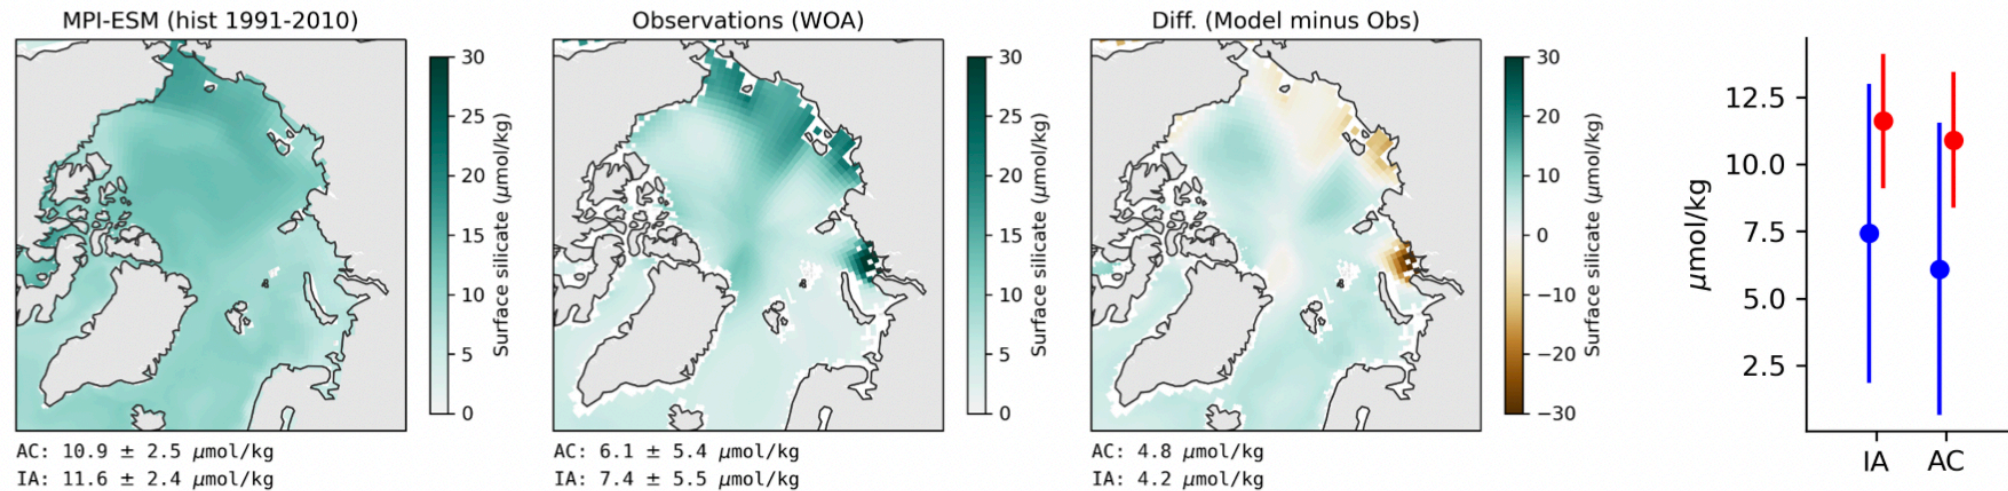 MPI-ESM (hist 1991-2010)
30
25
20
15
10
5
0
Surface silicate (μmol/kg)
AC: 10.9 ± 2.5 μmol/kg
IA: 11.6 ± 2.4 μmol/kg
Observations (WOA)
30
25
20
15
10
5
0
Surface silicate (μmol/kg)
AC: 6.1 ± 5.4 μmol/kg
IA: 7.4 ± 5.5 μmol/kg
Diff. (Model minus Obs)
30
20
10
0
−10
−20
−30
Surface silicate (μmol/kg)
AC: 4.8 μmol/kg
IA: 4.2 μmol/kg
μmol/kg
12.5
10.0
7.5
5.0
2.5
IA AC